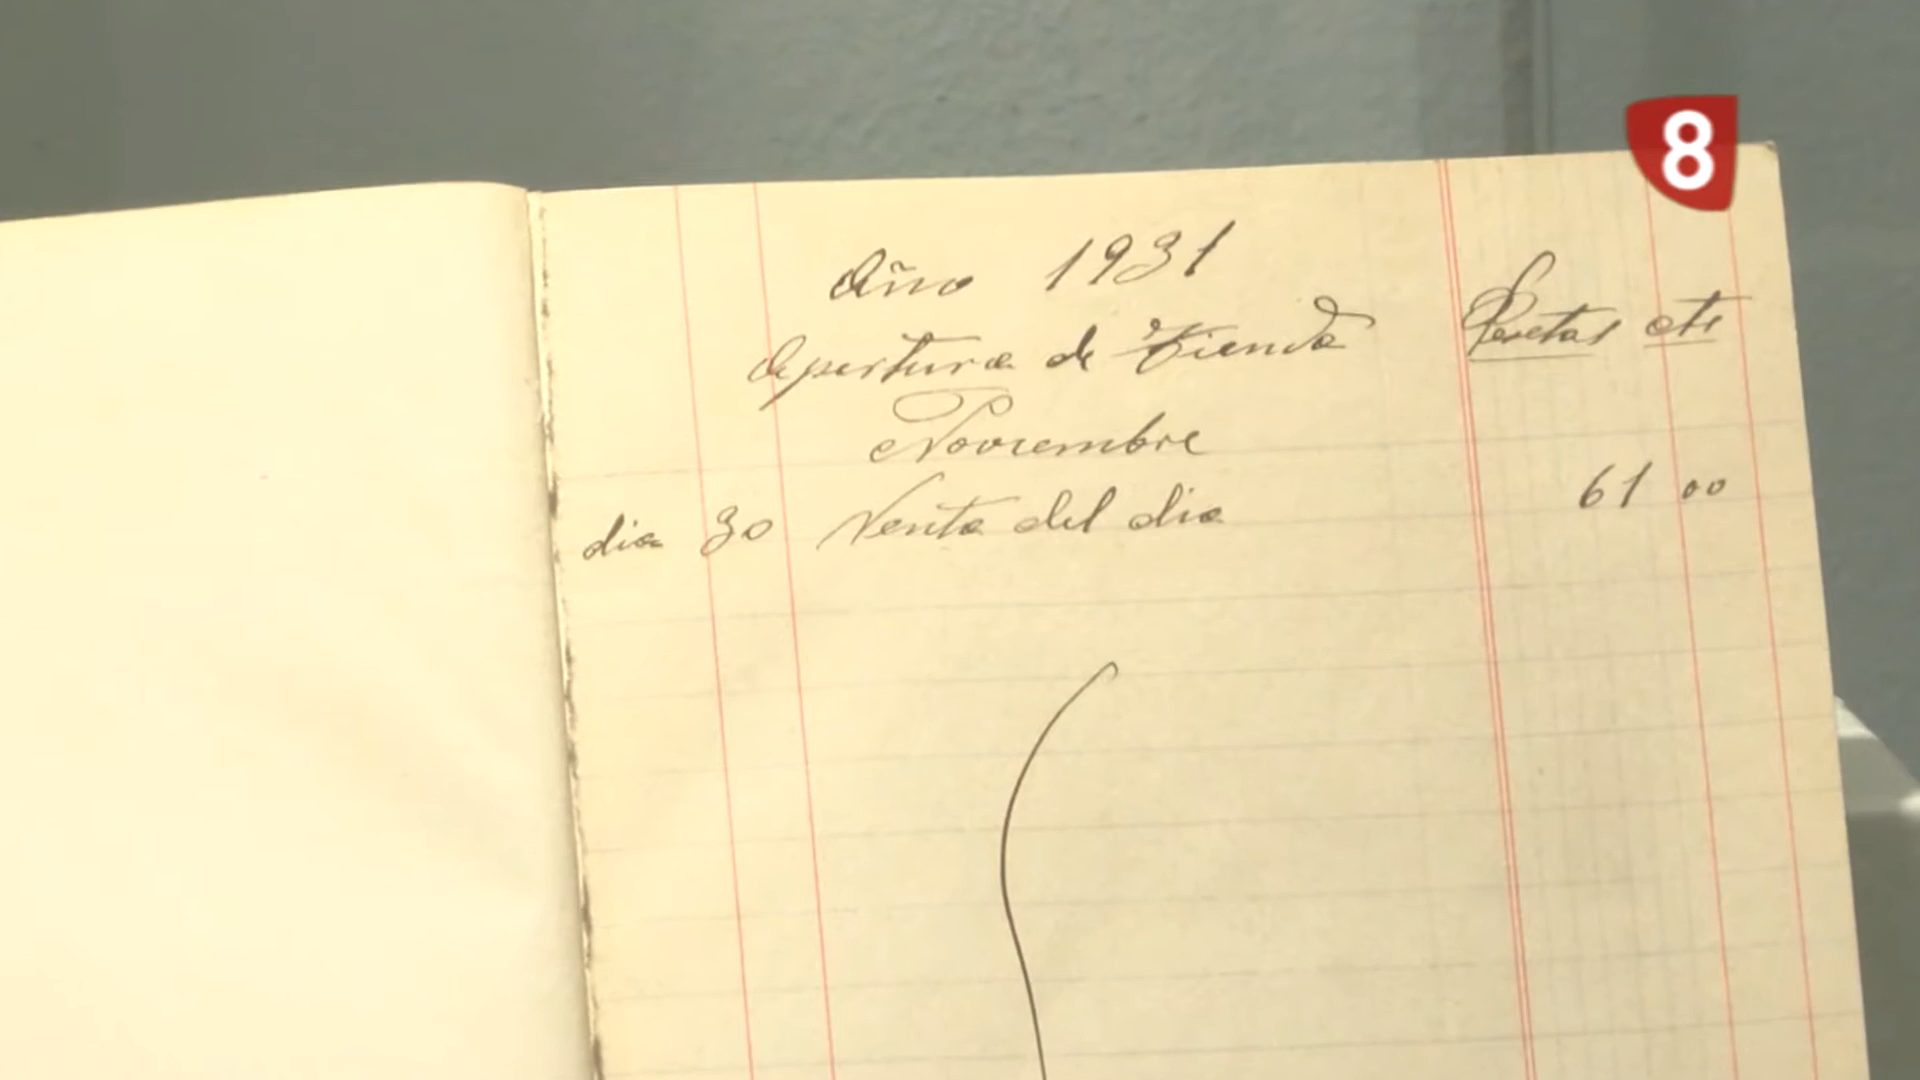 8
Año 1931
Apertura de Tienda
Pesetas cts
Noviembre
dia 30 Venta del dia 61 00